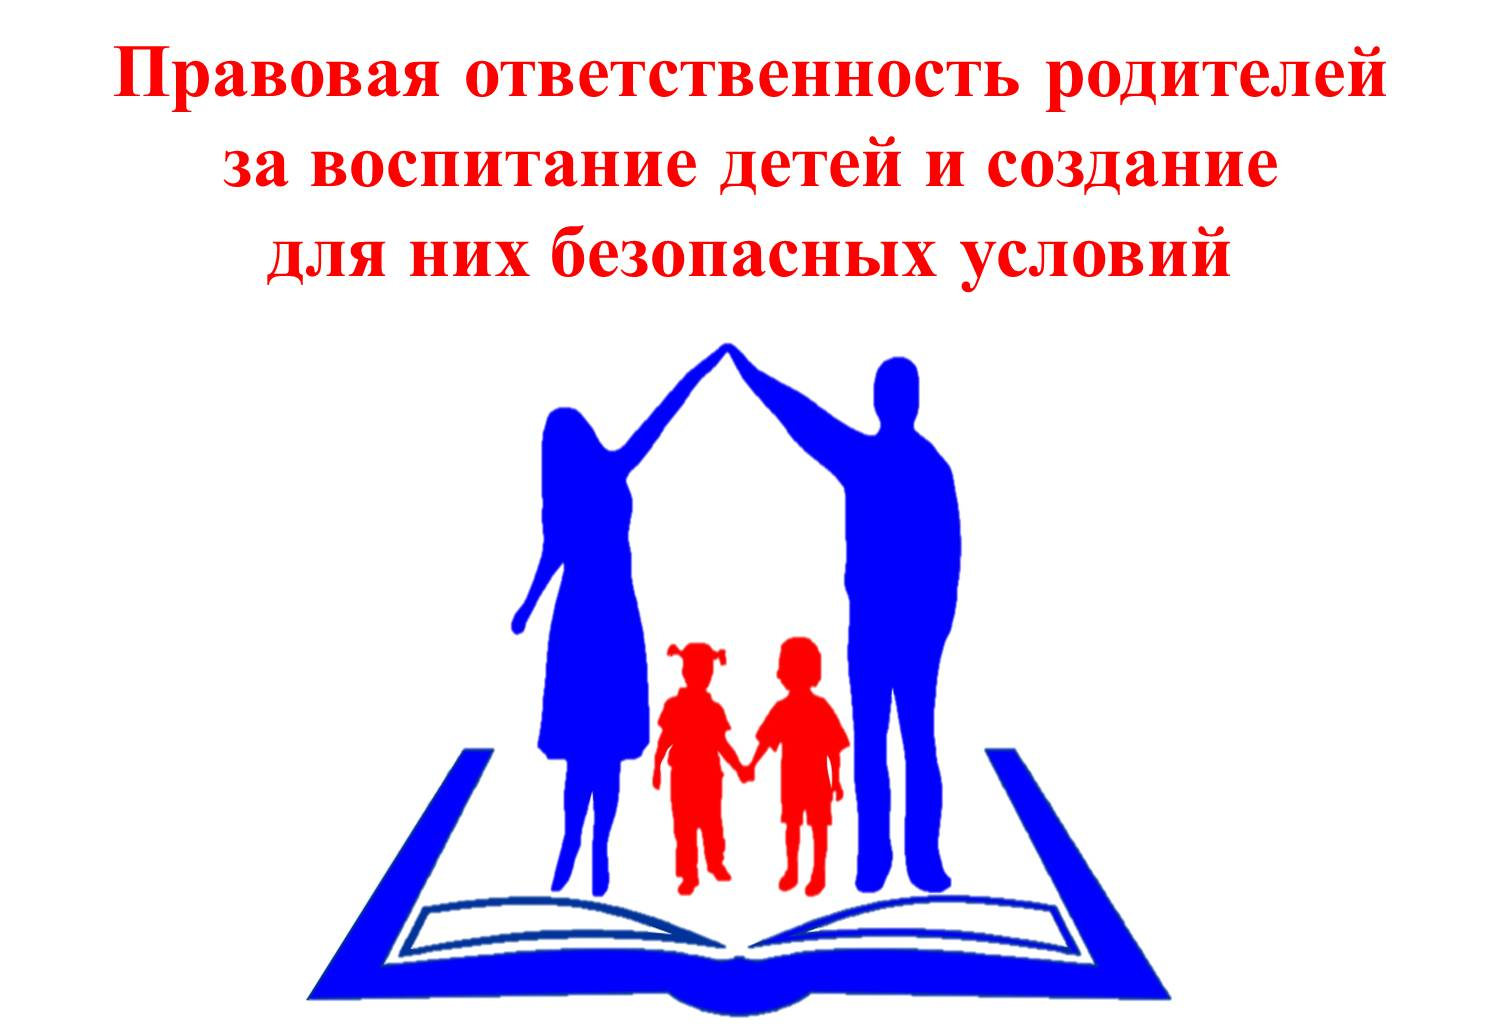 Правовая ответственность родителей
за воспитание детей и создание
для них безопасных условий